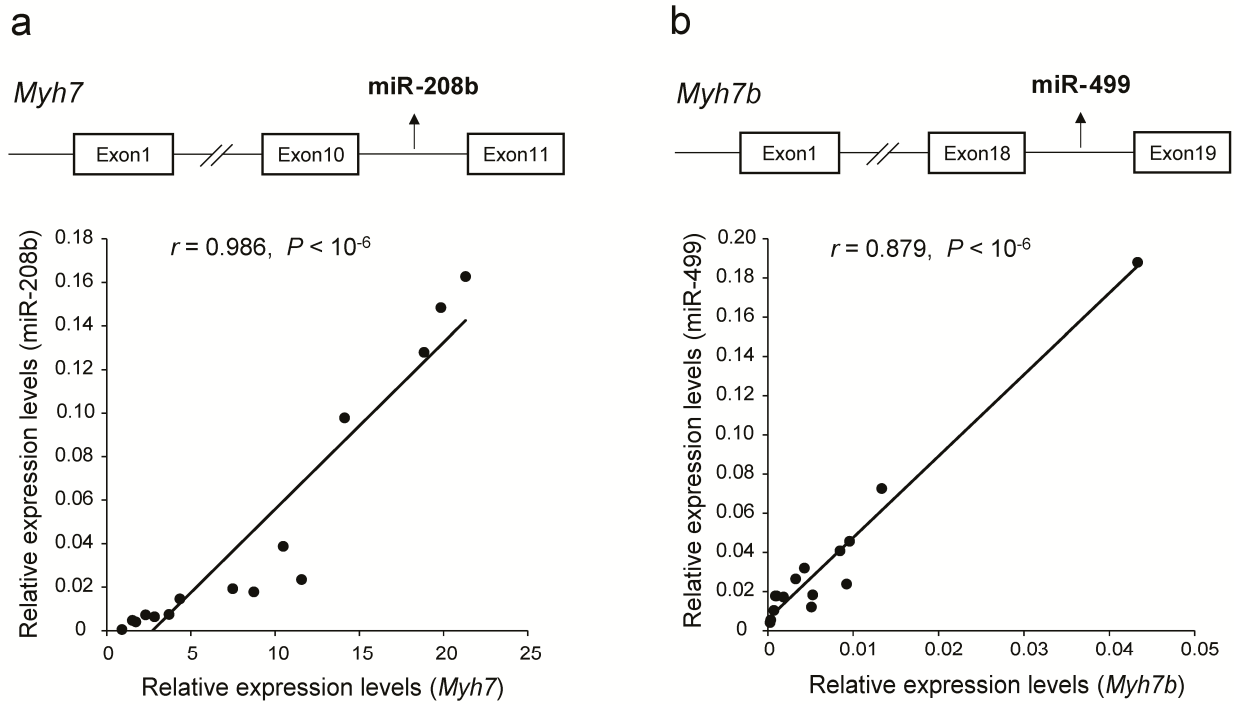 a
Myh7
miR-208b
Exon1
Exon10
Exon11
r = 0.986, P < 10-6
Relative expression levels (miR-208b)
0.18
0.16
0.14
0.12
0.10
0.08
0.06
0.04
0.02
0
0 5 10 15 20 25
Relative expression levels (Myh7)
b
Myh7b
miR-499
Exon1
Exon18
Exon19
r = 0.879, P < 10-6
Relative expression levels (miR-499)
0.20
0.18
0.16
0.14
0.12
0.10
0.08
0.06
0.04
0.02
0
0 0.01 0.02 0.03 0.04 0.05
Relative expression levels (Myh7b)